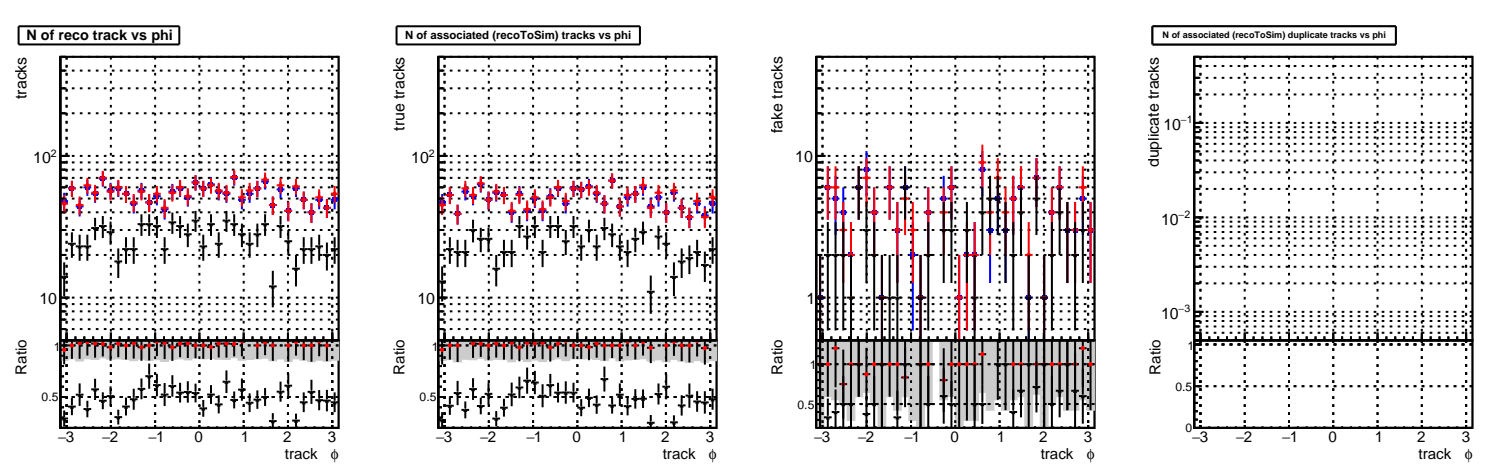 N of reco track vs phi
tracks
10²
10
Ratio
1
0.5
−3 −2 −1 0 1 2 3
track φ
N of associated (recoToSim) tracks vs phi
true tracks
10²
10
Ratio
1
0.5
−3 −2 −1 0 1 2 3
track φ
fake tracks
10
1
Ratio
1
0.5
−3 −2 −1 0 1 2 3
track φ
N of associated (recoToSim) duplicate tracks vs phi
duplicate tracks
10⁻¹
10⁻²
10⁻³
Ratio
1
0.5
0
−3 −2 −1 0 1 2 3
track φ